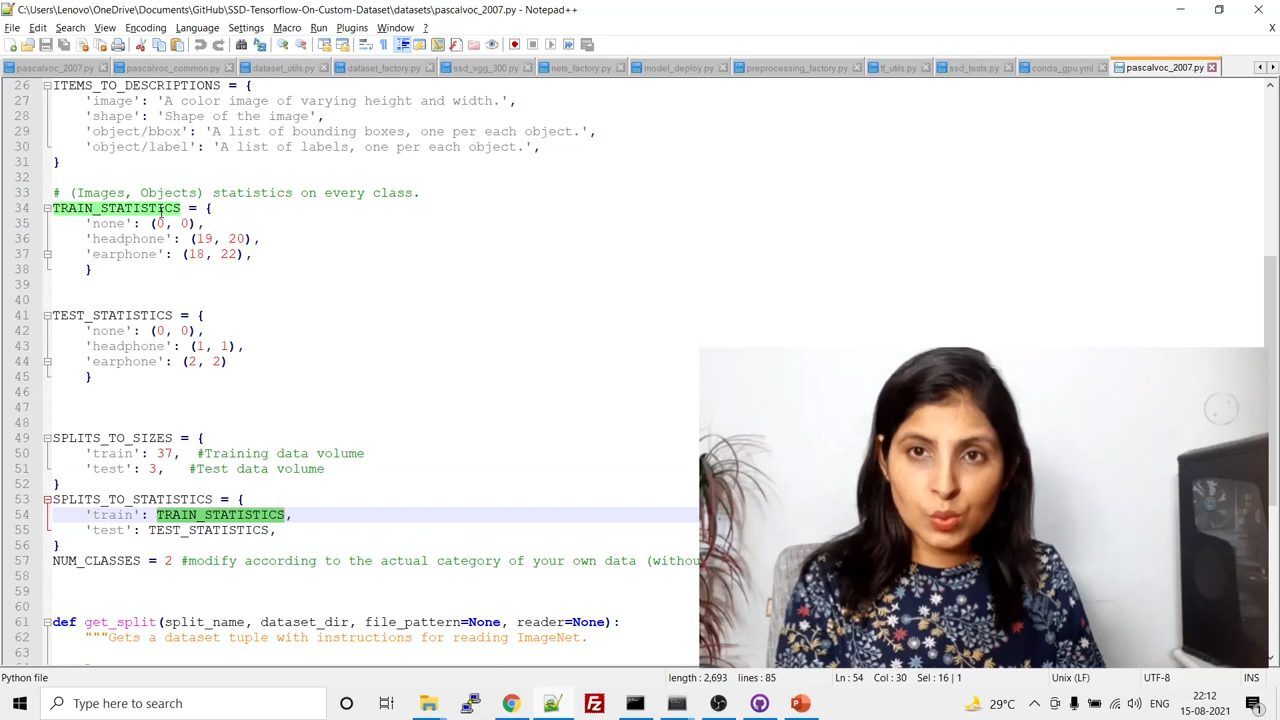 C:\Users\Lenovo\OneDrive\Documents\GitHub\SSD-Tensorflow-On-Custom-Dataset\datasets\pascalvoc_2007.py - Notepad++
File Edit Search View Encoding Language Settings Tools Macro Run Plugins Window ?
pascalvoc_2007.py pascalvoc_common.py dataset_utils.py dataset_factory.py ssd_vgg_300.py nets_factory.py model_deploy.py preprocessing_factory.py tf_utils.py ssd_tests.py conda_gpu.yml pascalvoc_2007.py
26 ITEMS_TO_DESCRIPTIONS = {
27 'image': 'A color image of varying height and width.',
28 'shape': 'Shape of the image',
29 'object/bbox': 'A list of bounding boxes, one per each object.',
30 'object/label': 'A list of labels, one per each object.',
31 }
32
33 # (Images, Objects) statistics on every class.
34 TRAIN_STATISTICS = {
35 'none': (0, 0),
36 'headphone': (19, 20),
37 'earphone': (18, 22),
38 }
39
40
41 TEST_STATISTICS = {
42 'none': (0, 0),
43 'headphone': (1, 1),
44 'earphone': (2, 2)
45 }
46
47
48
49 SPLITS_TO_SIZES = {
50 'train': 37, #Training data volume
51 'test': 3, #Test data volume
52 }
53 SPLITS_TO_STATISTICS = {
54 'train': TRAIN_STATISTICS,
55 'test': TEST_STATISTICS,
56 }
57 NUM_CLASSES = 2 #modify according to the actual category of your own data (withou
58
59
60
61 def get_split(split_name, dataset_dir, file_pattern=None, reader=None):
62 """Gets a dataset tuple with instructions for reading ImageNet.
63
Python file length : 2,693 lines : 85 Ln : 54 Col : 30 Sel : 16 | 1 Unix (LF) UTF-8 INS
Type here to search 29°C ENG 22:12
15-08-2021